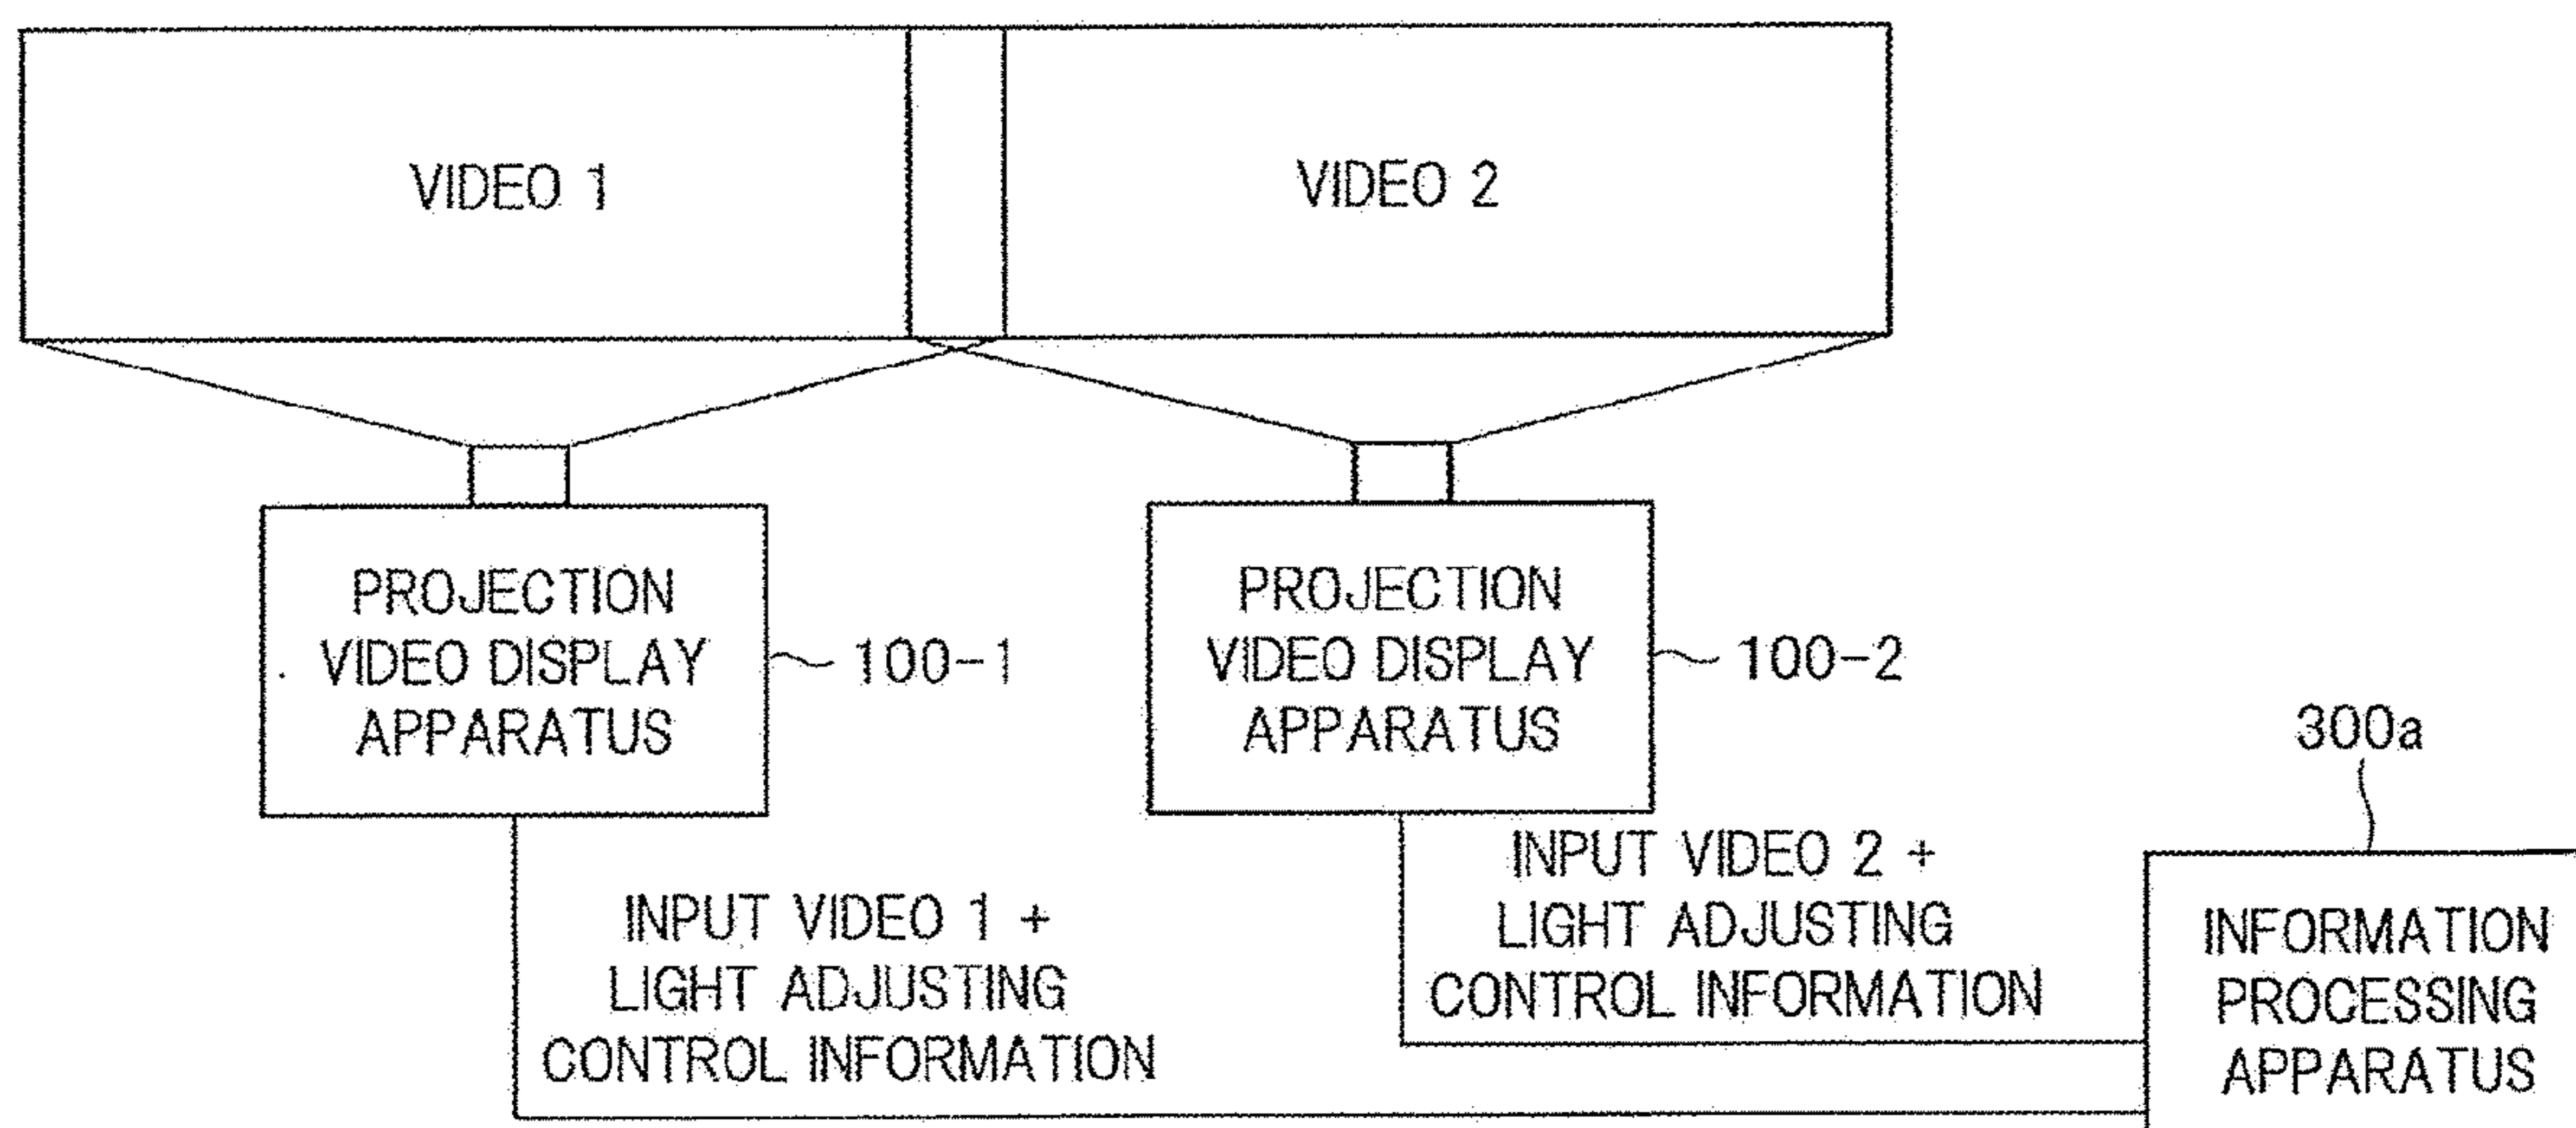 VIDEO 1
VIDEO 2
PROJECTION
VIDEO DISPLAY
APPARATUS
100-1
PROJECTION
VIDEO DISPLAY
APPARATUS
100-2
300a
INPUT VIDEO 1 +
LIGHT ADJUSTING
CONTROL INFORMATION
INPUT VIDEO 2 +
LIGHT ADJUSTING
CONTROL INFORMATION
INFORMATION
PROCESSING
APPARATUS